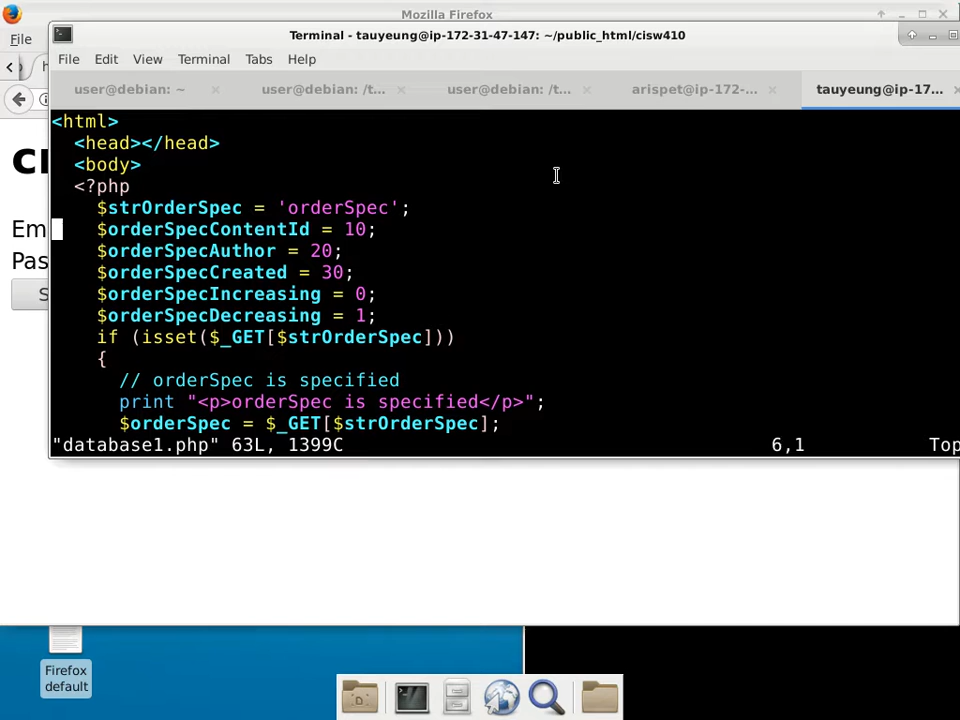 Mozilla Firefox
Terminal - tauyeung@ip-172-31-47-147: ~/public_html/cisw410
File
File Edit View Terminal Tabs Help
user@debian: ~ user@debian: /t... user@debian: /t... arispet@ip-172-... tauyeung@ip-17...
<html>
<head></head>
<body>
<?php
$strOrderSpec = 'orderSpec';
Em
$orderSpecContentId = 10;
Pas
$orderSpecAuthor = 20;
$orderSpecCreated = 30;
S
$orderSpecIncreasing = 0;
$orderSpecDecreasing = 1;
if (isset($_GET[$strOrderSpec]))
{
// orderSpec is specified
print "<p>orderSpec is specified</p>";
$orderSpec = $_GET[$strOrderSpec];
"database1.php" 63L, 1399C 6,1 Top
Firefox
default